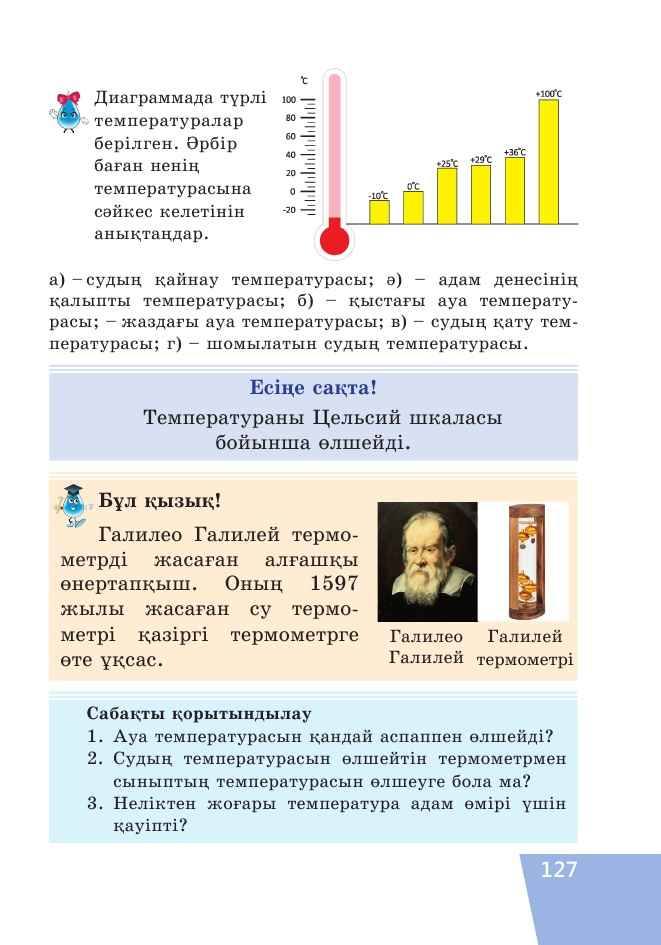 Диаграммада түрлі
температуралар
берілген. Әрбір
баған ненің
температурасына
сәйкес келетінін
анықтаңдар.
°C
100
80
60
40
20
0
-20
-10°C
0°C
+25°C
+29°C
+36°C
+100°C
а) – судың қайнау температурасы; ә) – адам денесінің
қалыпты температурасы; б) – қыстағы ауа температу-
расы; – жаздағы ауа температурасы; в) – судың қату тем-
пературасы; г) – шомылатын судың температурасы.
Есіңе сақта!
Температураны Цельсий шкаласы
бойынша өлшейді.
Бұл қызық!
Галилео Галилей термо-
метрді жасаған алғашқы
өнертапқыш. Оның 1597
жылы жасаған су термо-
метрі қазіргі термометрге
өте ұқсас.
Галилео
Галилей
Галилей
термометрі
Сабақты қорытындылау
1. Ауа температурасын қандай аспаппен өлшейді?
2. Судың температурасын өлшейтін термометрмен
сыныптың температурасын өлшеуге бола ма?
3. Неліктен жоғары температура адам өмірі үшін
қауіпті?
127